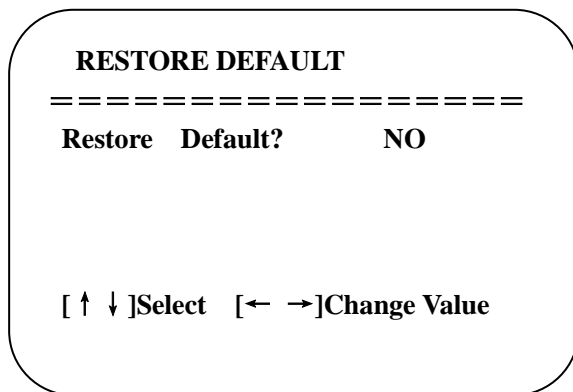 RESTORE DEFAULT
=================
Restore Default? NO
[↑ ↓]Select [← →]Change Value